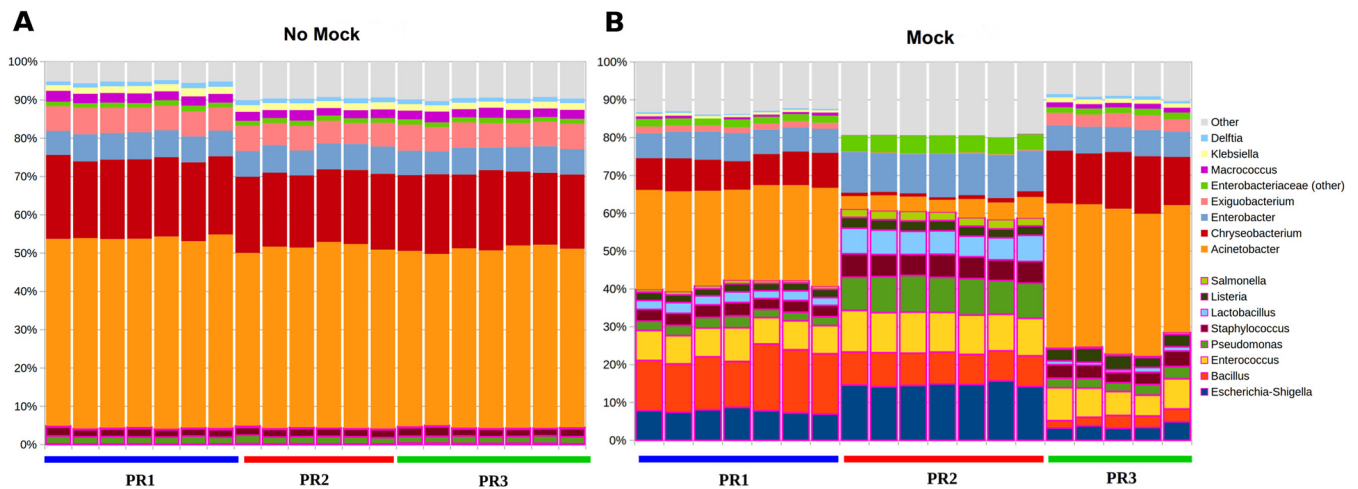 A
No Mock
100%
90%
80%
70%
60%
50%
40%
30%
20%
10%
0%
PR1
PR2
PR3
B
Mock
100%
90%
80%
70%
60%
50%
40%
30%
20%
10%
0%
PR1
PR2
PR3
Other
Delftia
Klebsiella
Macrococcus
Enterobacteriaceae (other)
Exiguobacterium
Enterobacter
Chryseobacterium
Acinetobacter
Salmonella
Listeria
Lactobacillus
Staphylococcus
Pseudomonas
Enterococcus
Bacillus
Escherichia-Shigella